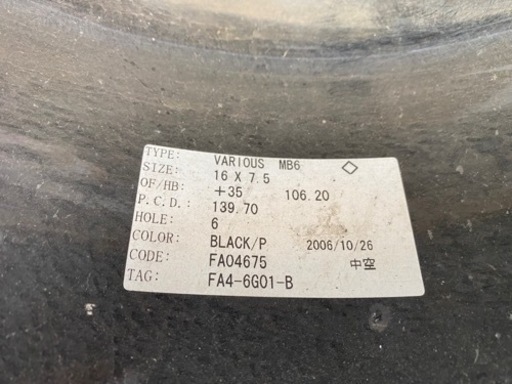 TYPE: VARIOUS MB6 ◇
SIZE: 16 X 7.5
OF/HB: +35 106.20
P.C.D.: 139.70
HOLE: 6
COLOR: BLACK/P 2006/10/26
CODE: FA04675 中空
TAG: FA4-6G01-B